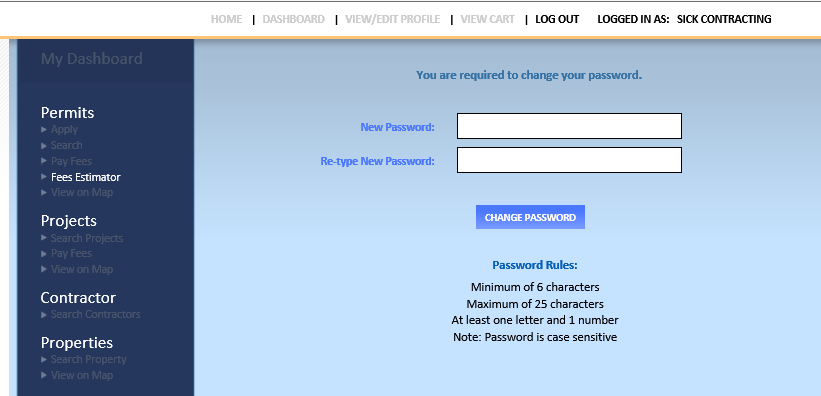 HOME | DASHBOARD | VIEW/EDIT PROFILE | VIEW CART | LOG OUT LOGGED IN AS: SICK CONTRACTING
My Dashboard
Permits
Apply
Search
Pay Fees
Fees Estimator
View on Map
Projects
Search Projects
Pay Fees
View on Map
Contractor
Search Contractors
Properties
Search Property
View on Map
You are required to change your password.
New Password:
Re-type New Password:
CHANGE PASSWORD
Password Rules:
Minimum of 6 characters
Maximum of 25 characters
At least one letter and 1 number
Note: Password is case sensitive